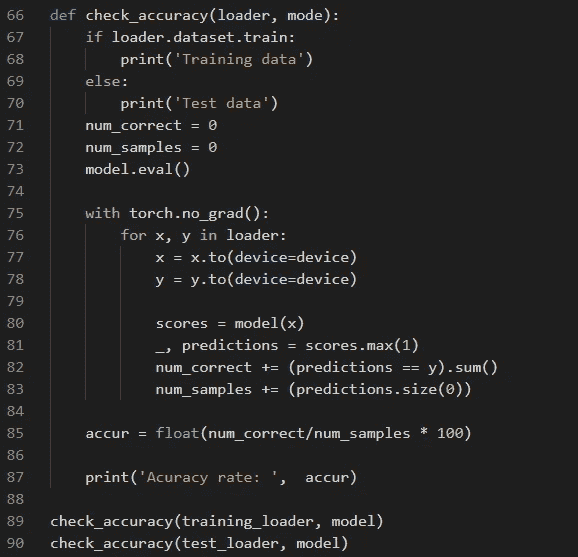 66 def check_accuracy(loader, mode):
67     if loader.dataset.train:
68         print('Training data')
69     else:
70         print('Test data')
71     num_correct = 0
72     num_samples = 0
73     model.eval()
74
75     with torch.no_grad():
76         for x, y in loader:
77             x = x.to(device=device)
78             y = y.to(device=device)
79
80             scores = model(x)
81             _, predictions = scores.max(1)
82             num_correct += (predictions == y).sum()
83             num_samples += (predictions.size(0))
84
85     accur = float(num_correct/num_samples * 100)
86
87     print('Acuracy rate: ',  accur)
88
89 check_accuracy(training_loader, model)
90 check_accuracy(test_loader, model)